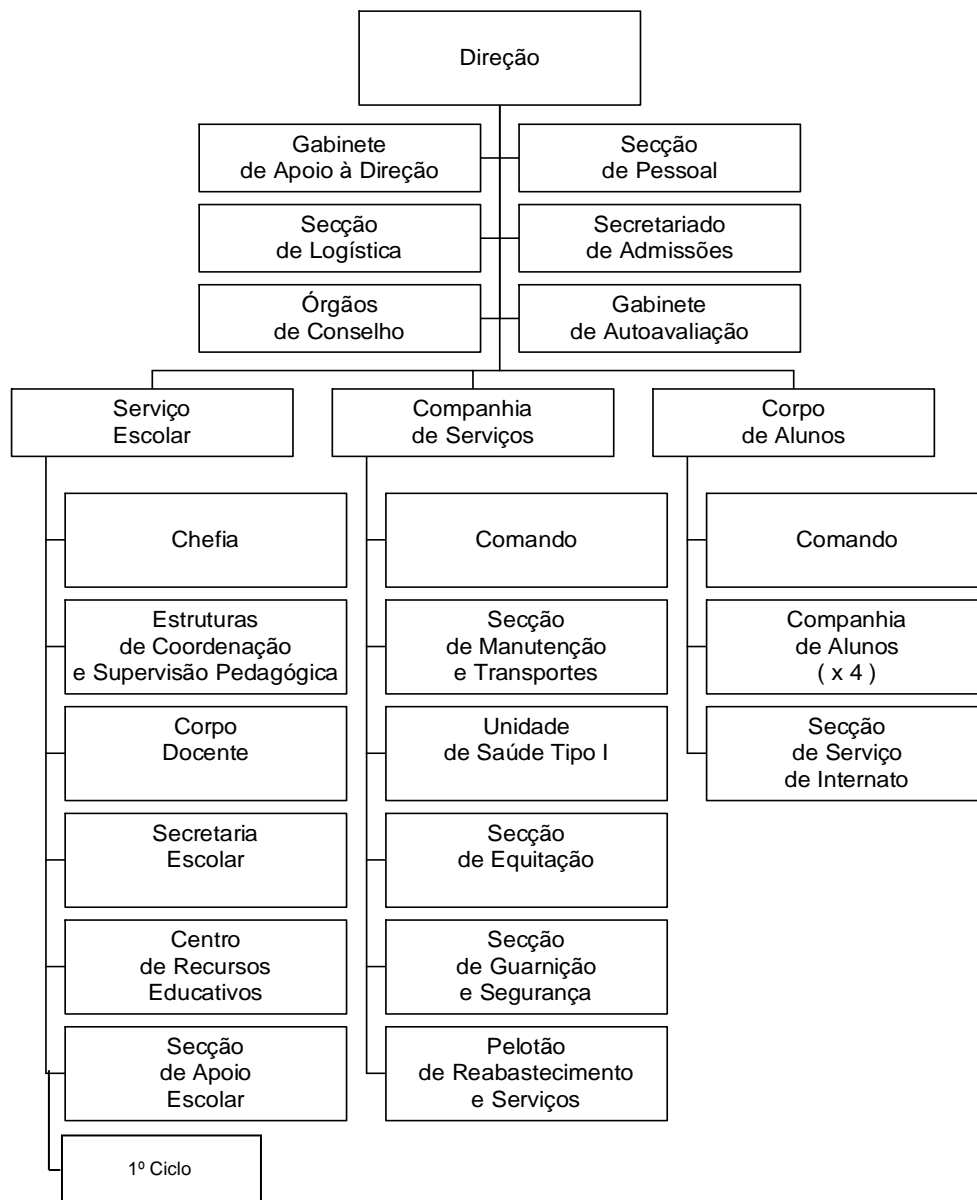 Direção
Gabinete
de Apoio à Direção
Secção
de Pessoal
Secção
de Logística
Secretariado
de Admissões
Órgãos
de Conselho
Gabinete
de Autoavaliação
Serviço
Escolar
Companhia
de Serviços
Corpo
de Alunos
Chefia
Estruturas
de Coordenação
e Supervisão Pedagógica
Corpo
Docente
Secretaria
Escolar
Centro
de Recursos
Educativos
Secção
de Apoio
Escolar
1º Ciclo
Comando
Secção
de Manutenção
e Transportes
Unidade
de Saúde Tipo I
Secção
de Equitação
Secção
de Guarnição
e Segurança
Pelotão
de Reabastecimento
e Serviços
Comando
Companhia
de Alunos
( x 4 )
Secção
de Serviço
de Internato